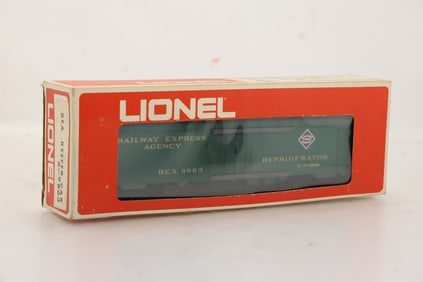 LIONEL
RAILWAY EXPRESS
AGENCY
REX 9863
REFRIGERATOR
LIONEL